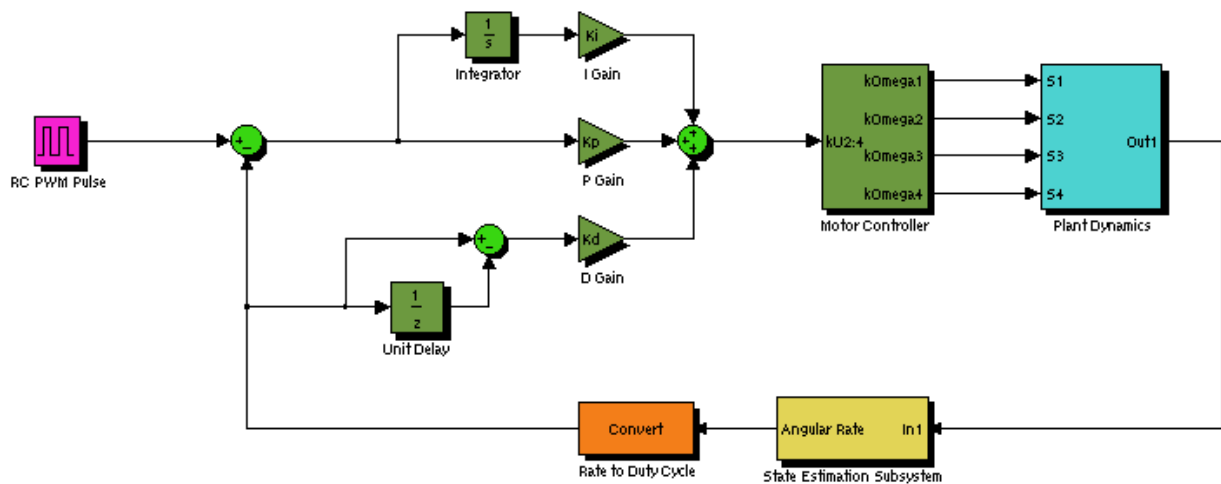 1
s
Integrator
Ki
I Gain
RC PWM Pulse
+
−
Kp
P Gain
+
+
+
kU2:4
kOmega1
kOmega2
kOmega3
kOmega4
Motor Controller
S1
S2
S3
S4
Out1
Plant Dynamics
+
−
Kd
D Gain
1
z
Unit Delay
Convert
Rate to Duty Cycle
Angular Rate
In1
State Estimation Subsystem